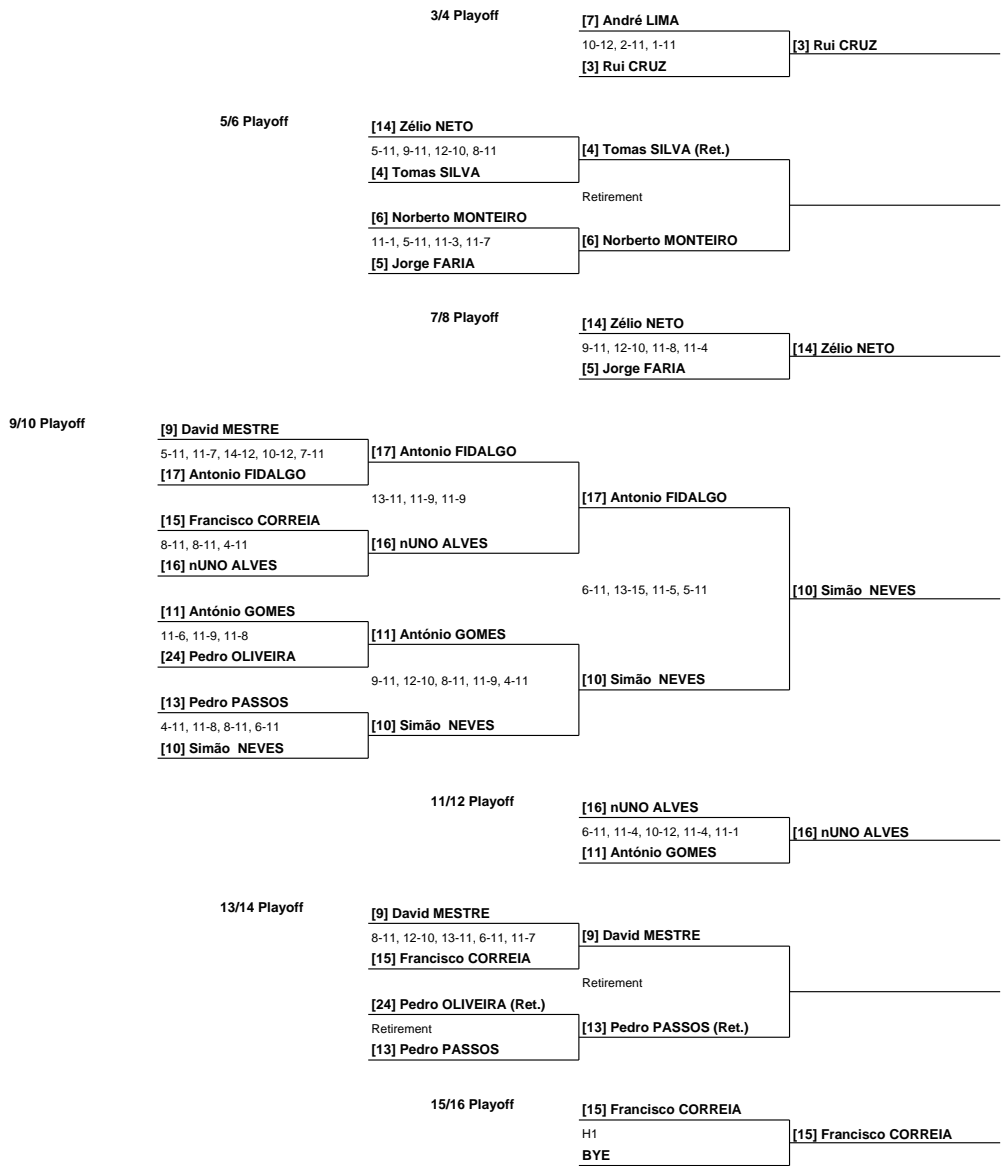 3/4 Playoff
[7] André LIMA
10-12, 2-11, 1-11
[3] Rui CRUZ
[3] Rui CRUZ
5/6 Playoff
[14] Zélio NETO
5-11, 9-11, 12-10, 8-11
[4] Tomas SILVA (Ret.)
[4] Tomas SILVA
Retirement
[6] Norberto MONTEIRO
11-1, 5-11, 11-3, 11-7
[6] Norberto MONTEIRO
[5] Jorge FARIA
7/8 Playoff
[14] Zélio NETO
9-11, 12-10, 11-8, 11-4
[14] Zélio NETO
[5] Jorge FARIA
9/10 Playoff
[9] David MESTRE
5-11, 11-7, 14-12, 10-12, 7-11
[17] Antonio FIDALGO
[17] Antonio FIDALGO
13-11, 11-9, 11-9
[17] Antonio FIDALGO
[15] Francisco CORREIA
8-11, 8-11, 4-11
[16] nUNO ALVES
[16] nUNO ALVES
6-11, 13-15, 11-5, 5-11
[10] Simão  NEVES
[11] António GOMES
11-6, 11-9, 11-8
[11] António GOMES
[24] Pedro OLIVEIRA
9-11, 12-10, 8-11, 11-9, 4-11
[10] Simão  NEVES
[13] Pedro PASSOS
4-11, 11-8, 8-11, 6-11
[10] Simão  NEVES
[10] Simão  NEVES
11/12 Playoff
[16] nUNO ALVES
6-11, 11-4, 10-12, 11-4, 11-1
[16] nUNO ALVES
[11] António GOMES
13/14 Playoff
[9] David MESTRE
8-11, 12-10, 13-11, 6-11, 11-7
[9] David MESTRE
[15] Francisco CORREIA
Retirement
[24] Pedro OLIVEIRA (Ret.)
Retirement
[13] Pedro PASSOS (Ret.)
[13] Pedro PASSOS
15/16 Playoff
[15] Francisco CORREIA
H1
[15] Francisco CORREIA
BYE